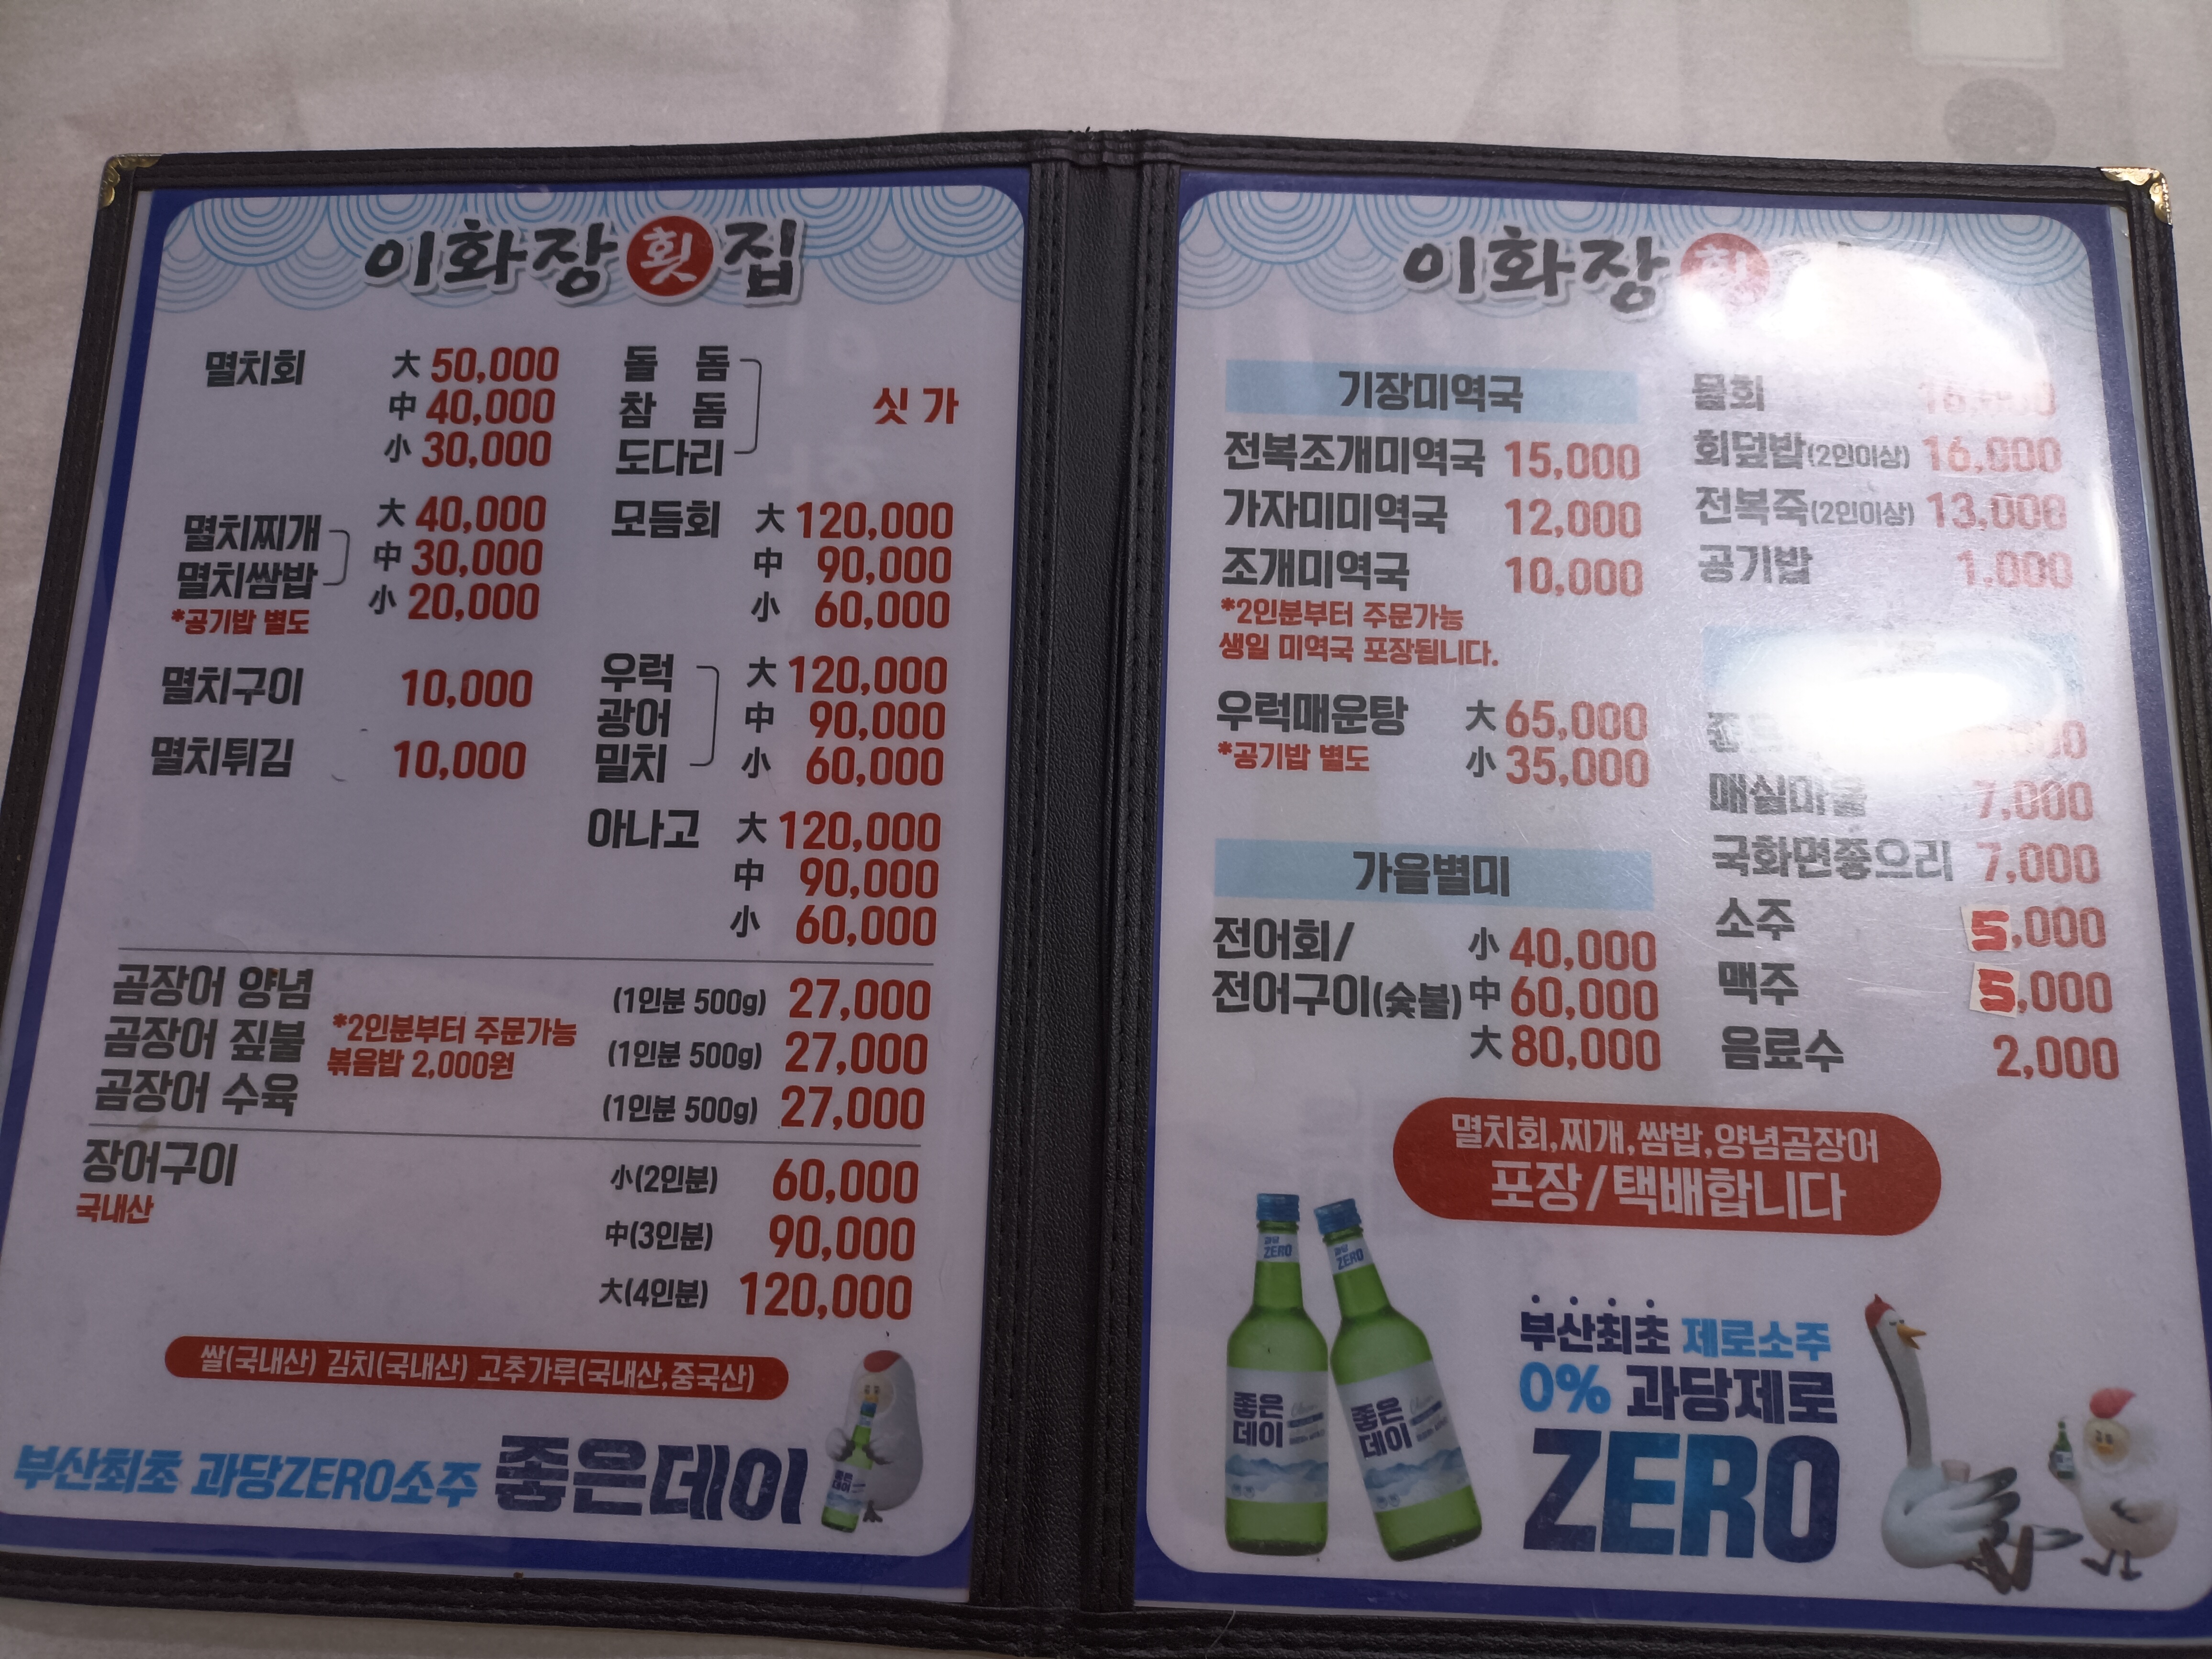 이화장횟집
멸치회 大 50,000
中 40,000
小 30,000
멸치찌개 大 40,000
멸치쌈밥 中 30,000
小 20,000
*공기밥 별도
멸치구이 10,000
멸치튀김 10,000
돌 돔
참 돔 싯가
도다리
모듬회 大 120,000
中 90,000
小 60,000
우럭 大 120,000
광어 中 90,000
밀치 小 60,000
아나고 大 120,000
中 90,000
小 60,000
곰장어 양념 (1인분 500g) 27,000
곰장어 짚불 (1인분 500g) 27,000
곰장어 수육 (1인분 500g) 27,000
*2인분부터 주문가능
볶음밥 2,000원
장어구이 小(2인분) 60,000
국내산
中(3인분) 90,000
大(4인분) 120,000
쌀(국내산) 김치(국내산) 고추가루(국내산,중국산)
부산최초 과당ZERO소주 좋은데이
좋은
데이
이화장횟
기장미역국
전복조개미역국 15,000
가자미미역국 12,000
조개미역국 10,000
*2인분부터 주문가능
생일 미역국 포장됩니다.
우럭매운탕 大 65,000
*공기밥 별도 小 35,000
가을별미
전어회/ 小 40,000
전어구이(숯불) 中 60,000
大 80,000
물회
회덮밥(2인이상) 16,000
전복죽(2인이상) 13,000
공기밥 1,000
매실마을 7,000
국화면좋으리 7,000
소주 5,000
맥주 5,000
음료수 2,000
멸치회,찌개,쌈밥,양념곰장어
포장/택배합니다
과당
ZERO
좋은
데이
과당
ZERO
좋은
데이
부산최초 제로소주
0% 과당제로
ZERO